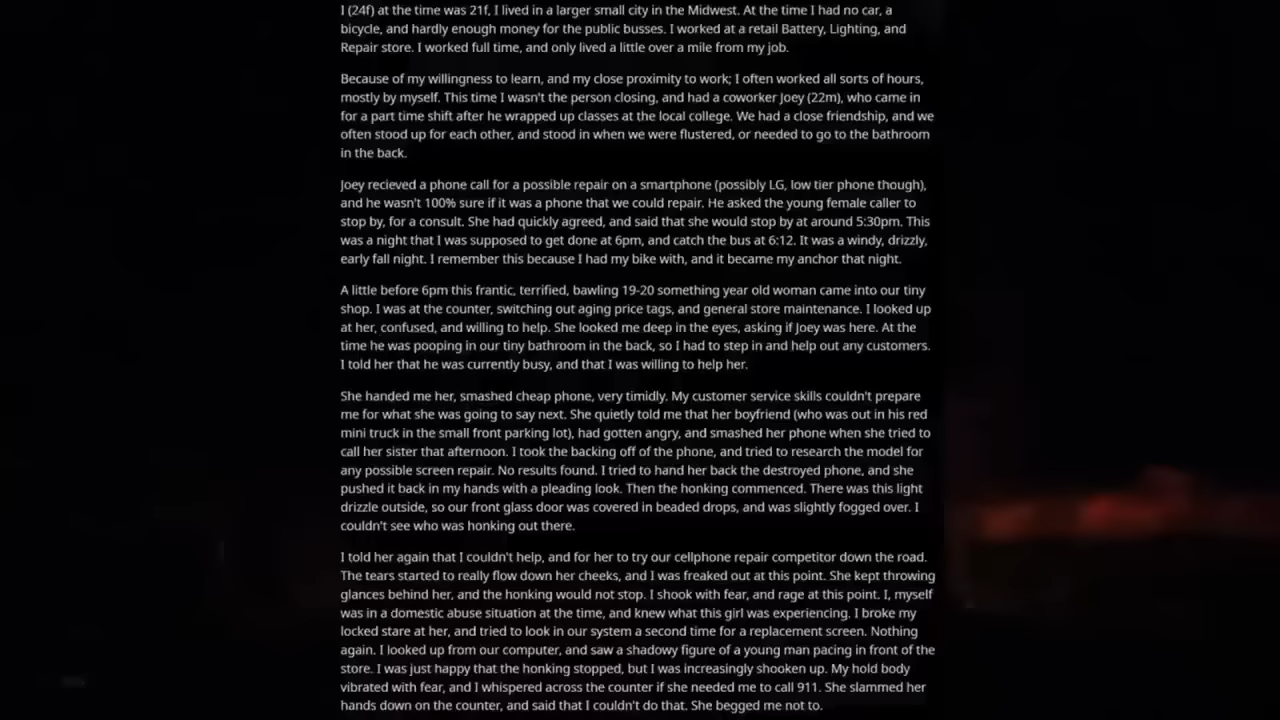 I (24f) at the time was 21f, I lived in a larger small city in the Midwest. At the time I had no car, a
bicycle, and hardly enough money for the public busses. I worked at a retail Battery, Lighting, and
Repair store. I worked full time, and only lived a little over a mile from my job.
Because of my willingness to learn, and my close proximity to work; I often worked all sorts of hours,
mostly by myself. This time I wasn't the person closing, and had a coworker Joey (22m), who came in
for a part time shift after he wrapped up classes at the local college. We had a close friendship, and we
often stood up for each other, and stood in when we were flustered, or needed to go to the bathroom
in the back.
Joey recieved a phone call for a possible repair on a smartphone (possibly LG, low tier phone though),
and he wasn't 100% sure if it was a phone that we could repair. He asked the young female caller to
stop by, for a consult. She had quickly agreed, and said that she would stop by at around 5:30pm. This
was a night that I was supposed to get done at 6pm, and catch the bus at 6:12. It was a windy, drizzly,
early fall night. I remember this because I had my bike with, and it became my anchor that night.
A little before 6pm this frantic, terrified, bawling 19-20 something year old woman came into our tiny
shop. I was at the counter, switching out aging price tags, and general store maintenance. I looked up
at her, confused, and willing to help. She looked me deep in the eyes, asking if Joey was here. At the
time he was pooping in our tiny bathroom in the back, so I had to step in and help out any customers.
I told her that he was currently busy, and that I was willing to help her.
She handed me her, smashed cheap phone, very timidly. My customer service skills couldn't prepare
me for what she was going to say next. She quietly told me that her boyfriend (who was out in his red
mini truck in the small front parking lot), had gotten angry, and smashed her phone when she tried to
call her sister that afternoon. I took the backing off of the phone, and tried to research the model for
any possible screen repair. No results found. I tried to hand her back the destroyed phone, and she
pushed it back in my hands with a pleading look. Then the honking commenced. There was this light
drizzle outside, so our front glass door was covered in beaded drops, and was slightly fogged over. I
couldn't see who was honking out there.
I told her again that I couldn't help, and for her to try our cellphone repair competitor down the road.
The tears started to really flow down her cheeks, and I was freaked out at this point. She kept throwing
glances behind her, and the honking would not stop. I shook with fear, and rage at this point. I, myself
was in a domestic abuse situation at the time, and knew what this girl was experiencing. I broke my
locked stare at her, and tried to look in our system a second time for a replacement screen. Nothing
again. I looked up from our computer, and saw a shadowy figure of a young man pacing in front of the
store. I was just happy that the honking stopped, but I was increasingly shooken up. My hold body
vibrated with fear, and I whispered across the counter if she needed me to call 911. She slammed her
hands down on the counter, and said that I couldn't do that. She begged me not to.